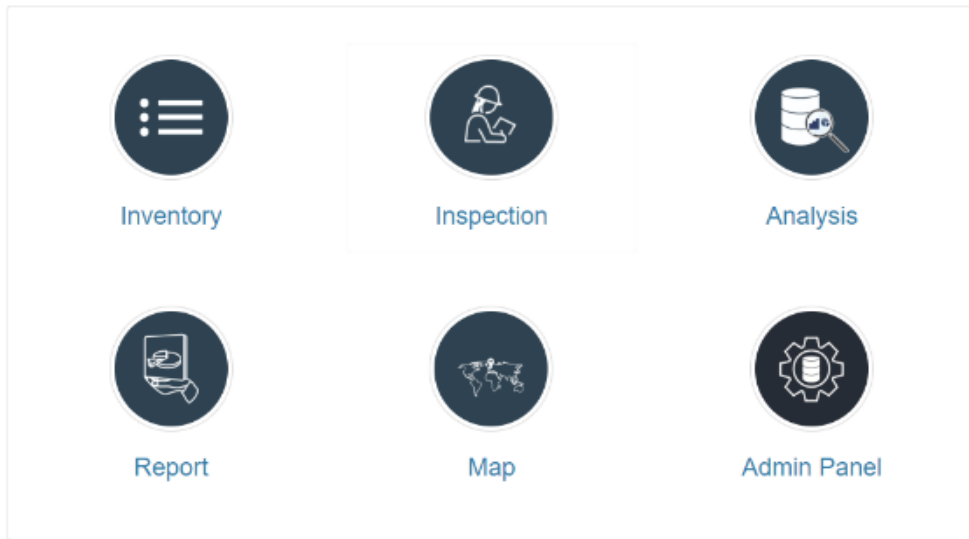 Inventory
Inspection
Analysis
Report
Map
Admin Panel